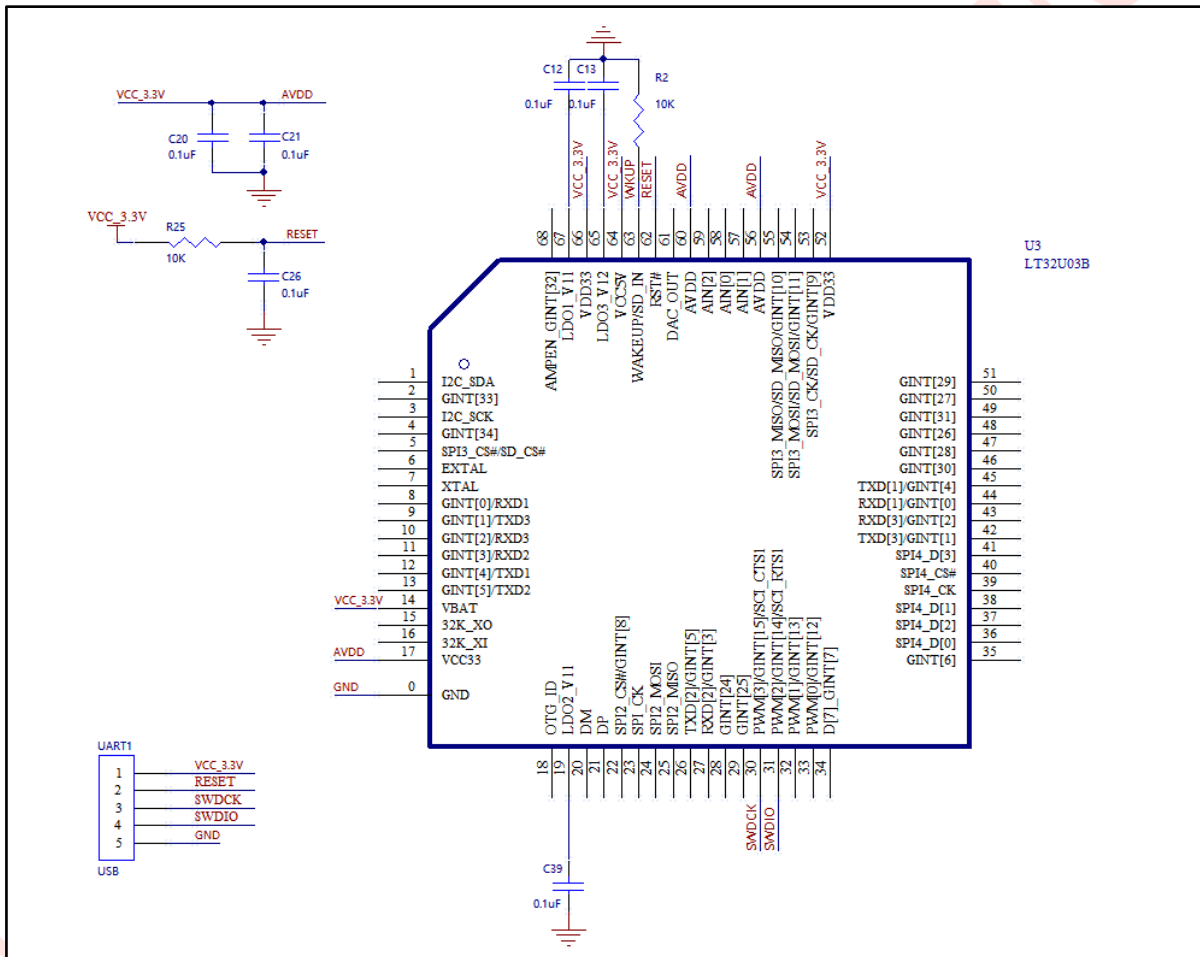 C12 C13
R2
0.1uF 0.1uF
10K
VCC_3.3V AVDD
C20 C21
0.1uF 0.1uF
VCC_3.3V
R25
RESET
10K
C26
0.1uF
VCC_3.3V
VCC_3.3V
WKUP
RESET
AVDD
AVDD
VCC_3.3V
U3
LT32U03B
68 AMPEN_GINT[32]
67 LDO1_V11
66 VDD33
65 LDO3_V12
64 VCC5V
63 WAKEUP/SD_IN
62 RST#
61 DAC_OUT
60 AVDD
59 AIN[2]
58 AIN[0]
57 AIN[1]
56 AVDD
55 SPI3_MISO/SD_MISO/GINT[10]
54 SPI3_MOSI/SD_MOSI/GINT[11]
53 SPI3_CK/SD_CK/GINT[9]
52 VDD33
1 I2C_SDA
2 GINT[33]
3 I2C_SCK
4 GINT[34]
5 SPI3_CS#/SD_CS#
6 EXTAL
7 XTAL
8 GINT[0]/RXD1
9 GINT[1]/TXD3
10 GINT[2]/RXD3
11 GINT[3]/RXD2
12 GINT[4]/TXD1
13 GINT[5]/TXD2
VCC_3.3V 14 VBAT
15 32K_XO
16 32K_XI
AVDD 17 VCC33
GND 0 GND
GINT[29] 51
GINT[27] 50
GINT[31] 49
GINT[26] 48
GINT[28] 47
GINT[30] 46
TXD[1]/GINT[4] 45
RXD[1]/GINT[0] 44
RXD[3]/GINT[2] 43
TXD[3]/GINT[1] 42
SPI4_D[3] 41
SPI4_CS# 40
SPI4_CK 39
SPI4_D[1] 38
SPI4_D[2] 37
SPI4_D[0] 36
GINT[6] 35
OTG_ID 18
LDO2_V11 19
DM 20
DP 21
SPI2_CS#/GINT[8] 22
SPI_CK 23
SPI2_MOSI 24
SPI2_MISO 25
TXD[2]/GINT[5] 26
RXD[2]/GINT[3] 27
GINT[24] 28
GINT[25] 29
PWM[3]/GINT[15]/SCI_CTS1 30
PWM[2]/GINT[14]/SCI_RTS1 31
PWM[1]/GINT[13] 32
PWM[0]/GINT[12] 33
D[7]_GINT[7] 34
SWDCK
SWDIO
UART1
1 VCC_3.3V
2 RESET
3 SWDCK
4 SWDIO
5 GND
USB
C39
0.1uF